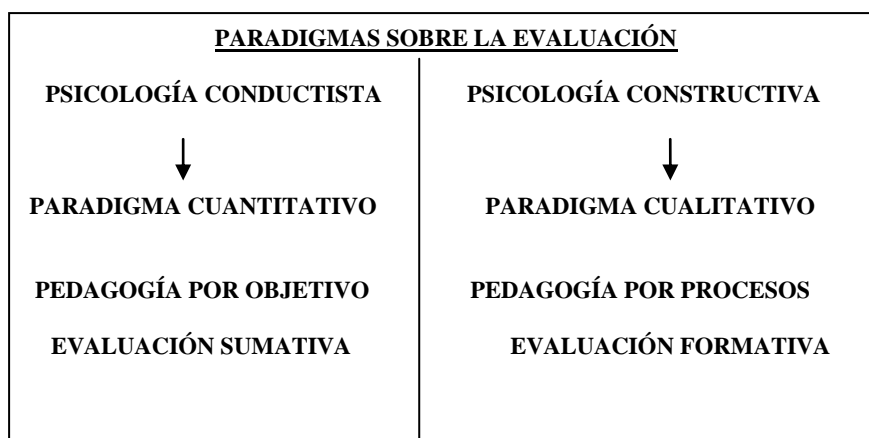 PARADIGMAS SOBRE LA EVALUACIÓN
PSICOLOGÍA CONDUCTISTA
PARADIGMA CUANTITATIVO
PEDAGOGÍA POR OBJETIVO
EVALUACIÓN SUMATIVA
PSICOLOGÍA CONSTRUCTIVA
PARADIGMA CUALITATIVO
PEDAGOGÍA POR PROCESOS
EVALUACIÓN FORMATIVA